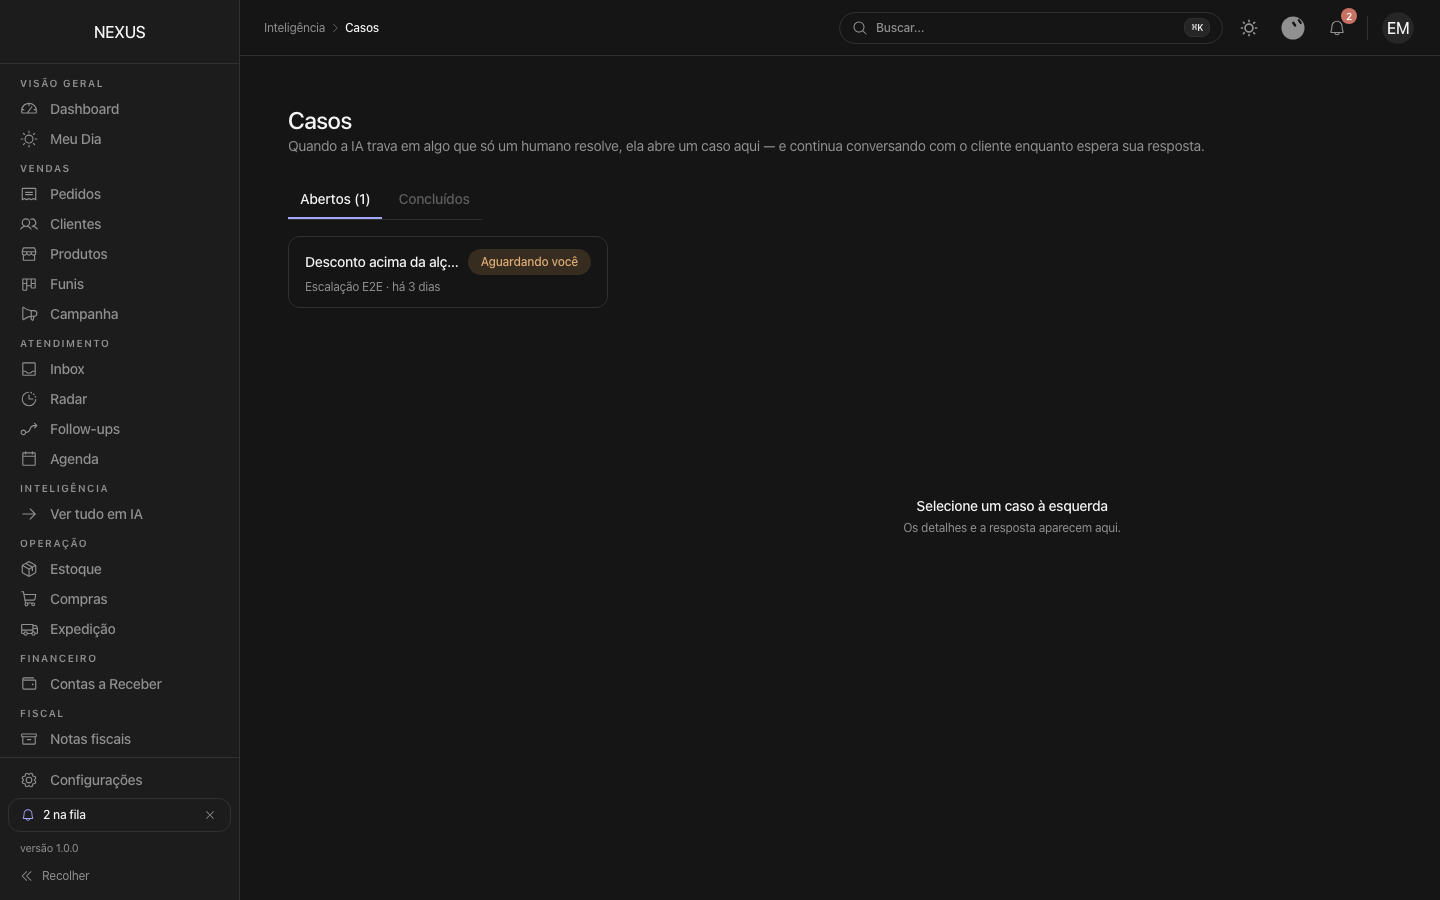 NEXUS
VISÃO GERAL
Dashboard
Meu Dia
VENDAS
Pedidos
Clientes
Produtos
Funis
Campanha
ATENDIMENTO
Inbox
Radar
Follow-ups
Agenda
INTELIGÊNCIA
Ver tudo em IA
OPERAÇÃO
Estoque
Compras
Expedição
FINANCEIRO
Contas a Receber
FISCAL
Notas fiscais
Configurações
2 na fila
versão 1.0.0
Recolher
Inteligência Casos
Buscar... ⌘K
2
EM
Casos
Quando a IA trava em algo que só um humano resolve, ela abre um caso aqui — e continua conversando com o cliente enquanto espera sua resposta.
Abertos (1) Concluídos
Desconto acima da alç... Aguardando você
Escalação E2E · há 3 dias
Selecione um caso à esquerda
Os detalhes e a resposta aparecem aqui.